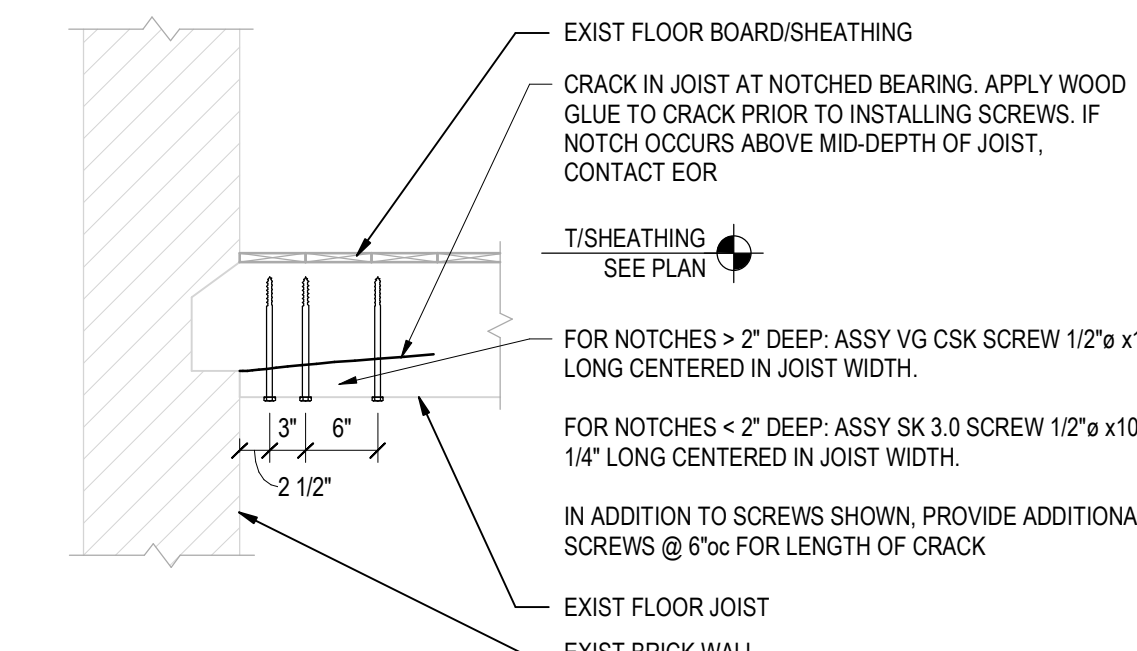 EXIST FLOOR BOARD/SHEATHING
CRACK IN JOIST AT NOTCHED BEARING. APPLY WOOD
GLUE TO CRACK PRIOR TO INSTALLING SCREWS. IF
NOTCH OCCURS ABOVE MID-DEPTH OF JOIST,
CONTACT EOR
T/SHEATHING
SEE PLAN
FOR NOTCHES > 2" DEEP: ASSY VG CSK SCREW 1/2"ø
LONG CENTERED IN JOIST WIDTH.
FOR NOTCHES < 2" DEEP: ASSY SK 3.0 SCREW 1/2"ø x10
1/4" LONG CENTERED IN JOIST WIDTH.
3" 6"
2 1/2"
IN ADDITION TO SCREWS SHOWN, PROVIDE
SCREWS @ 6"oc FOR LENGTH OF CRACK
EXIST FLOOR JOIST
EXIST BRICK WALL